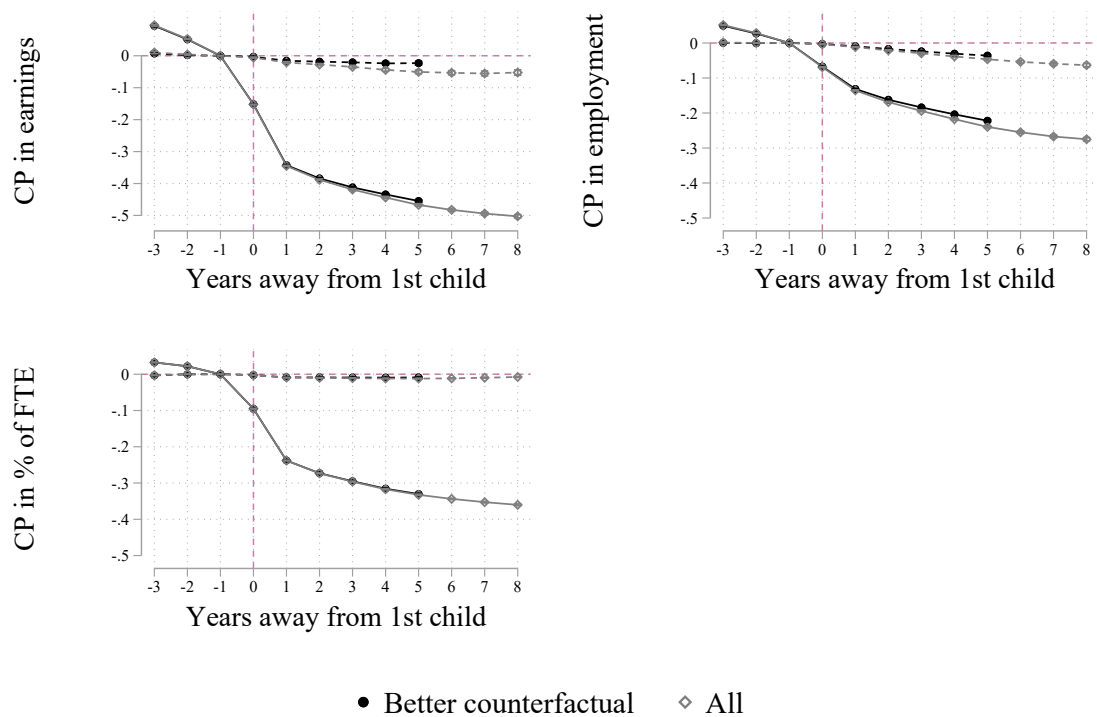 CP in earnings
0
-.1
-.2
-.3
-.4
-.5
-3 -2 -1 0 1 2 3 4 5 6 7 8
Years away from 1st child
CP in employment
0
-.1
-.2
-.3
-.4
-.5
-3 -2 -1 0 1 2 3 4 5 6 7 8
Years away from 1st child
CP in % of FTE
0
-.1
-.2
-.3
-.4
-.5
-3 -2 -1 0 1 2 3 4 5 6 7 8
Years away from 1st child
Better counterfactual All